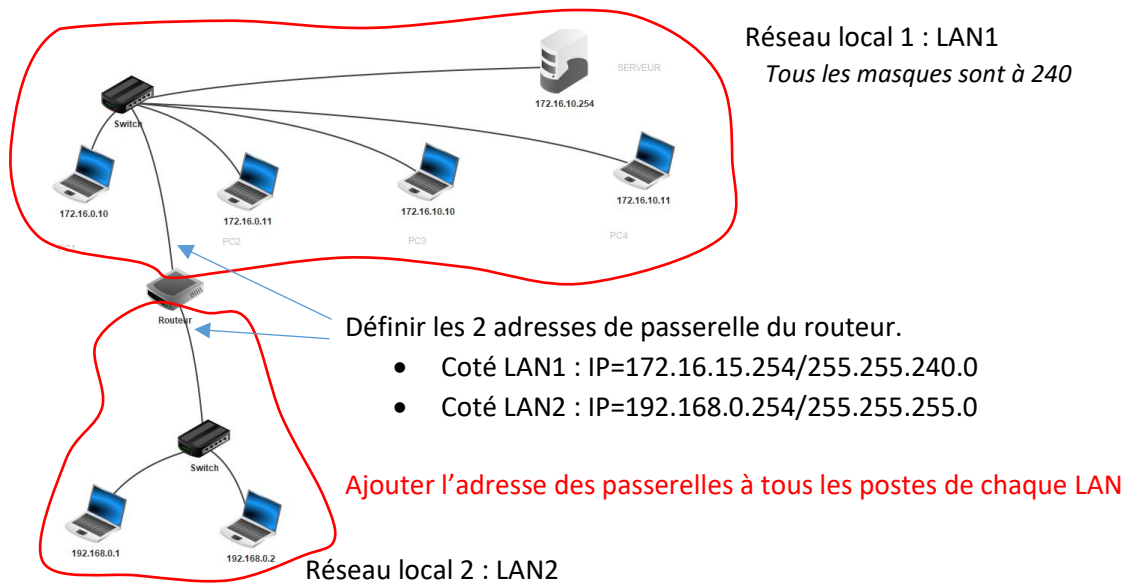 Réseau local 1 : LAN1
Tous les masques sont à 240
SERVEUR
172.16.10.254
Switch
172.16.0.10
172.16.0.11
172.16.10.10
172.16.10.11
PC1
PC2
PC3
PC4
Routeur
Définir les 2 adresses de passerelle du routeur.
• Coté LAN1 : IP=172.16.15.254/255.255.240.0
• Coté LAN2 : IP=192.168.0.254/255.255.255.0
Switch
Ajouter l’adresse des passerelles à tous les postes de chaque LAN
192.168.0.1
192.168.0.2
Réseau local 2 : LAN2